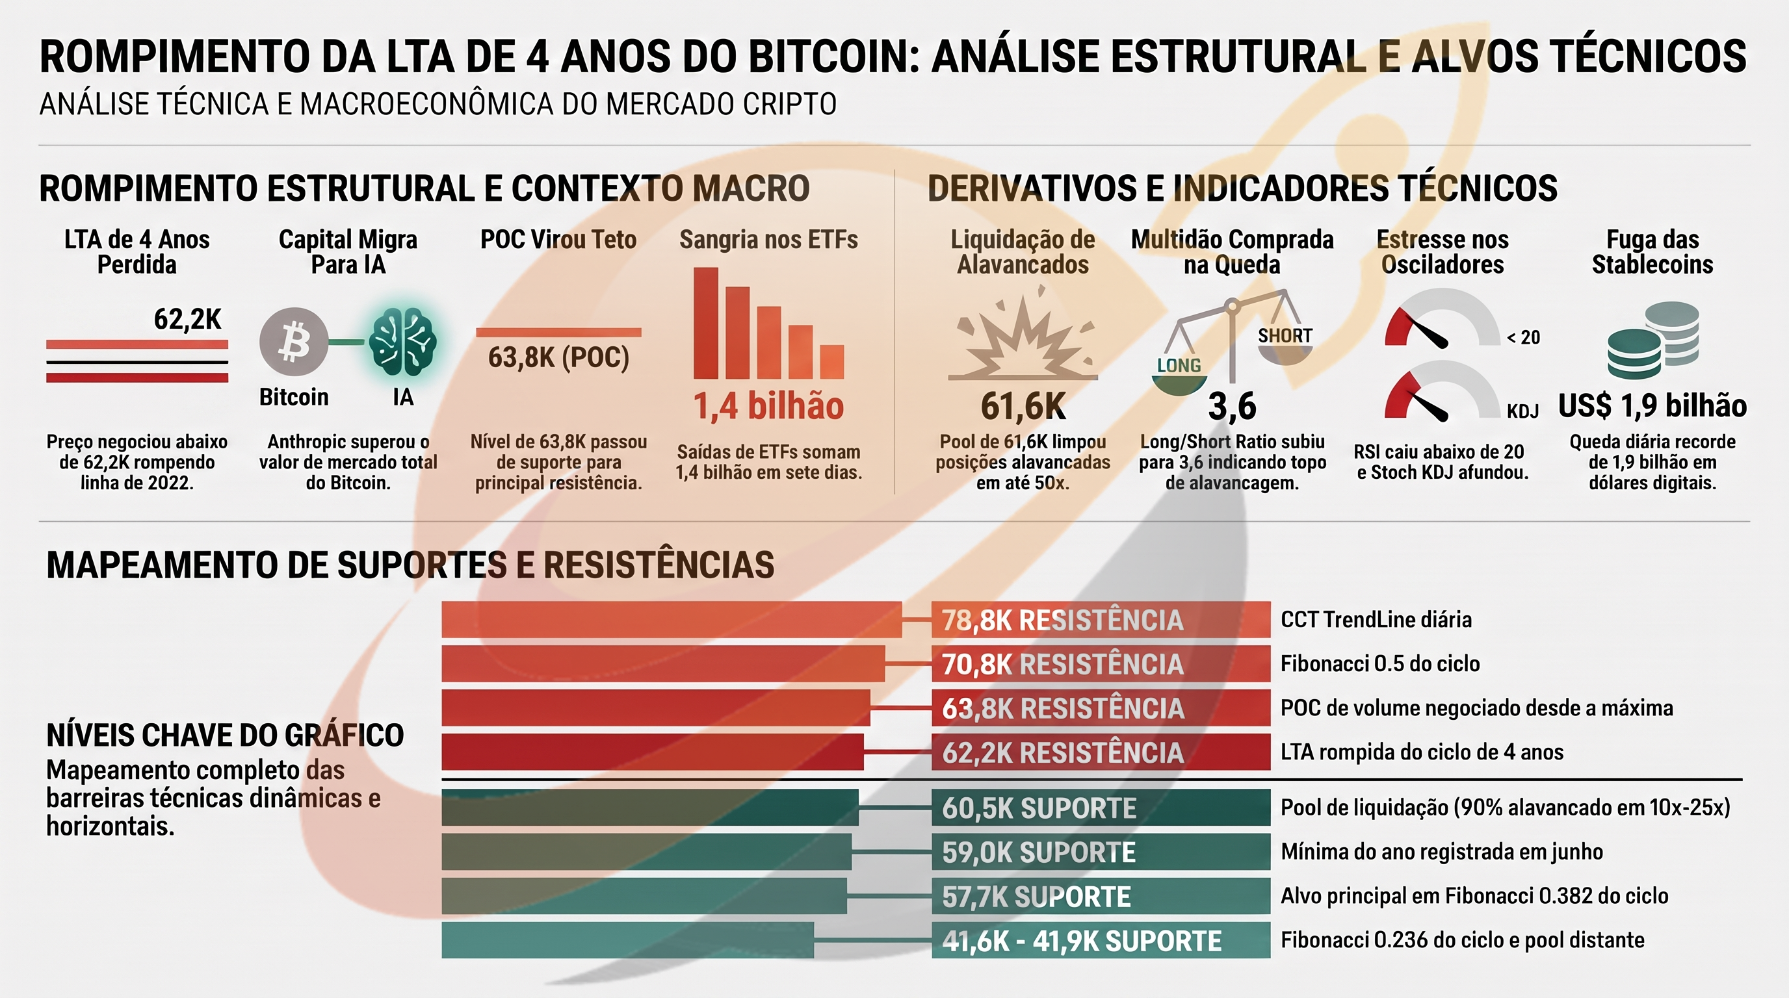 ROMPIMENTO DA LTA DE 4 ANOS DO BITCOIN: ANÁLISE ESTRUTURAL E ALVOS TÉCNICOS
ANÁLISE TÉCNICA E MACROECONÔMICA DO MERCADO CRIPTO
ROMPIMENTO ESTRUTURAL E CONTEXTO MACRO
LTA de 4 Anos
Perdida
62,2K
Preço negociou abaixo
de 62,2K rompendo
linha de 2022.
Capital Migra
Para IA
Bitcoin
IA
Anthropic superou o
valor de mercado total
do Bitcoin.
POC Virou Teto
63,8K (POC)
Nível de 63,8K passou
de suporte para
principal resistência.
Sangria nos ETFs
1,4 bilhão
Saídas de ETFs somam
1,4 bilhão em sete dias.
DERIVATIVOS E INDICADORES TÉCNICOS
Liquidação de
Alavancados
61,6K
Pool de 61,6K limpou
posições alavancadas
em até 50x.
Multidão Comprada
na Queda
LONG
SHORT
3,6
Long/Short Ratio subiu
para 3,6 indicando topo
de alavancagem.
Estresse nos
Osciladores
< 20
KDJ
RSI caiu abaixo de 20
e Stoch KDJ afundou.
Fuga das
Stablecoins
US$ 1,9 bilhão
Queda diária recorde
de 1,9 bilhão em
dólares digitais.
MAPEAMENTO DE SUPORTES E RESISTÊNCIAS
NÍVEIS CHAVE DO GRÁFICO
Mapeamento completo das
barreiras técnicas dinâmicas e
horizontais.
78,8K RESISTÊNCIA CCT TrendLine diária
70,8K RESISTÊNCIA Fibonacci 0.5 do ciclo
63,8K RESISTÊNCIA POC de volume negociado desde a máxima
62,2K RESISTÊNCIA LTA rompida do ciclo de 4 anos
60,5K SUPORTE Pool de liquidação (90% alavancado em 10x-25x)
59,0K SUPORTE Mínima do ano registrada em junho
57,7K SUPORTE Alvo principal em Fibonacci 0.382 do ciclo
41,6K - 41,9K SUPORTE Fibonacci 0.236 do ciclo e pool distante